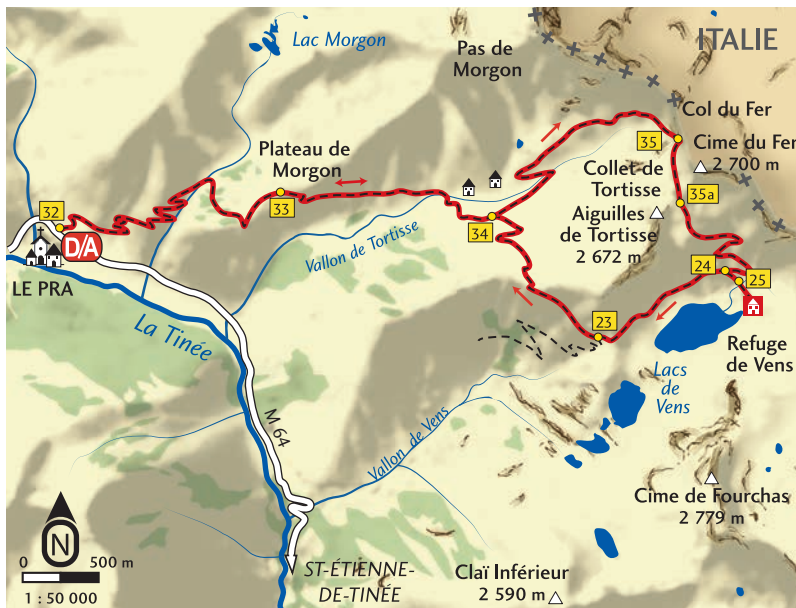 ITALIE
Lac Morgon
Pas de
Morgon
Col du Fer
35
Cime du Fer
2 700 m
Plateau de
Morgon
Collet de
Tortisse
35a
33
32
D/A
34
Aiguilles
de Tortisse
2 672 m
Vallon de Tortisse
24
25
LE PRA
La Tinée
23
Refuge
de Vens
Lacs
de
Vens
M 64
Vallon de Vens
Cime de Fourchas
2 779 m
N
0 500 m
1 : 50 000
ST-ÉTIENNE-
DE-TINÉE
Claï Inférieur
2 590 m